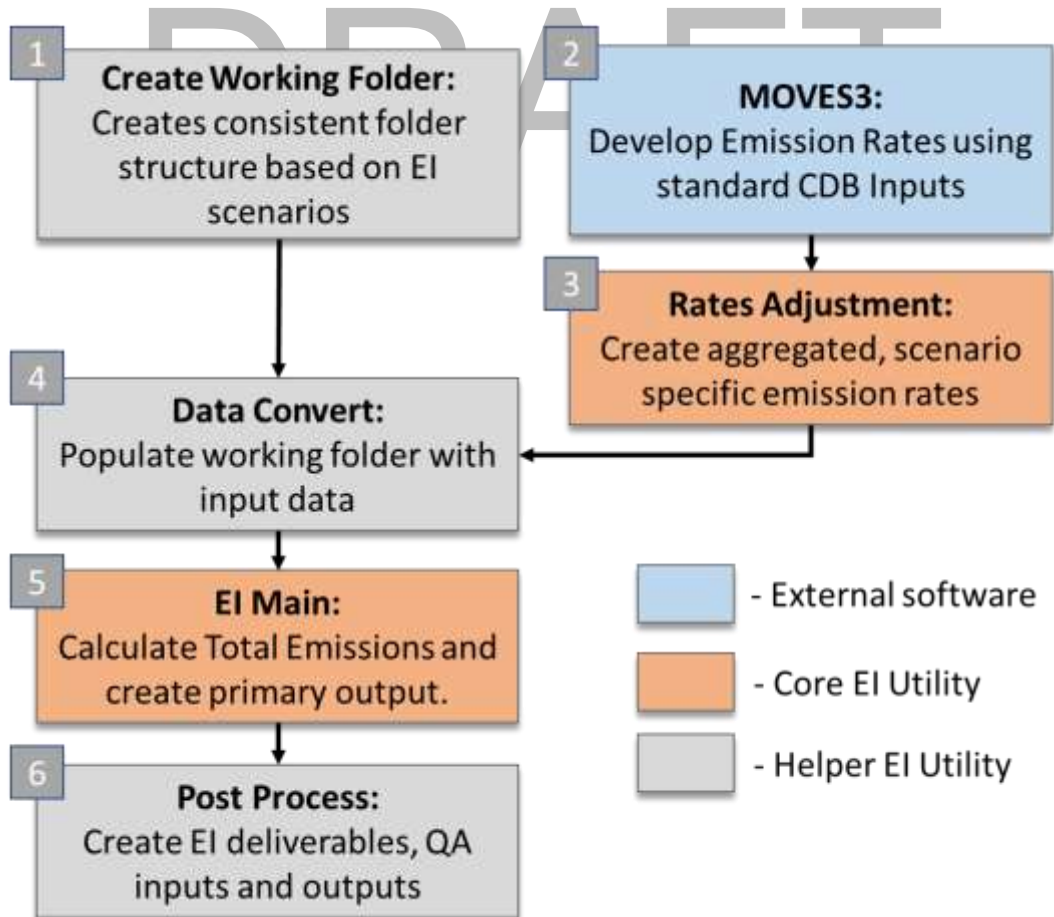 DRAFT
1
Create Working Folder:
Creates consistent folder
structure based on EI
scenarios
2
MOVES3:
Develop Emission Rates using
standard CDB Inputs
3
Rates Adjustment:
Create aggregated, scenario
specific emission rates
4
Data Convert:
Populate working folder with
input data
5
EI Main:
Calculate Total Emissions and
create primary output.
6
Post Process:
Create EI deliverables, QA
inputs and outputs
- External software
- Core EI Utility
- Helper EI Utility